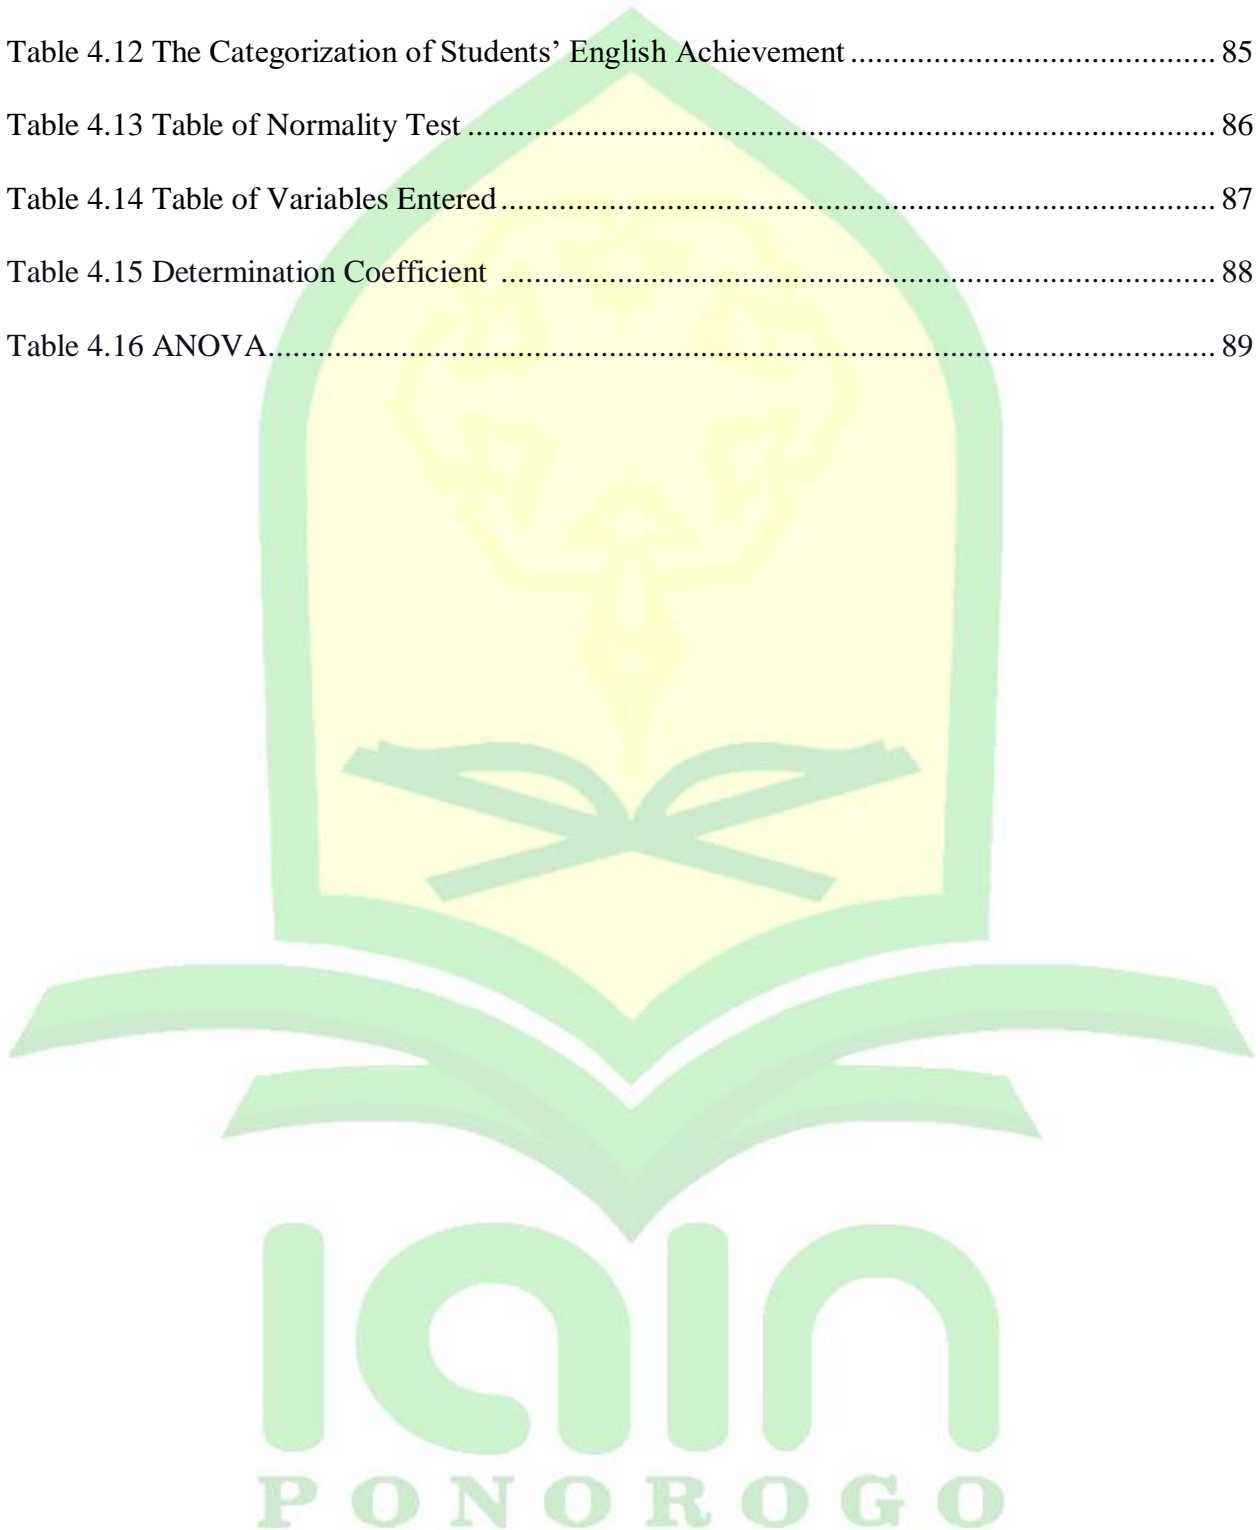 Table 4.12 The Categorization of Students’ English Achievement ............................................ 85
Table 4.13 Table of Normality Test ........................................................................................... 86
Table 4.14 Table of Variables Entered ....................................................................................... 87
Table 4.15 Determination Coefficient ....................................................................................... 88
Table 4.16 ANOVA.................................................................................................................... 89
iain
PONOROGO